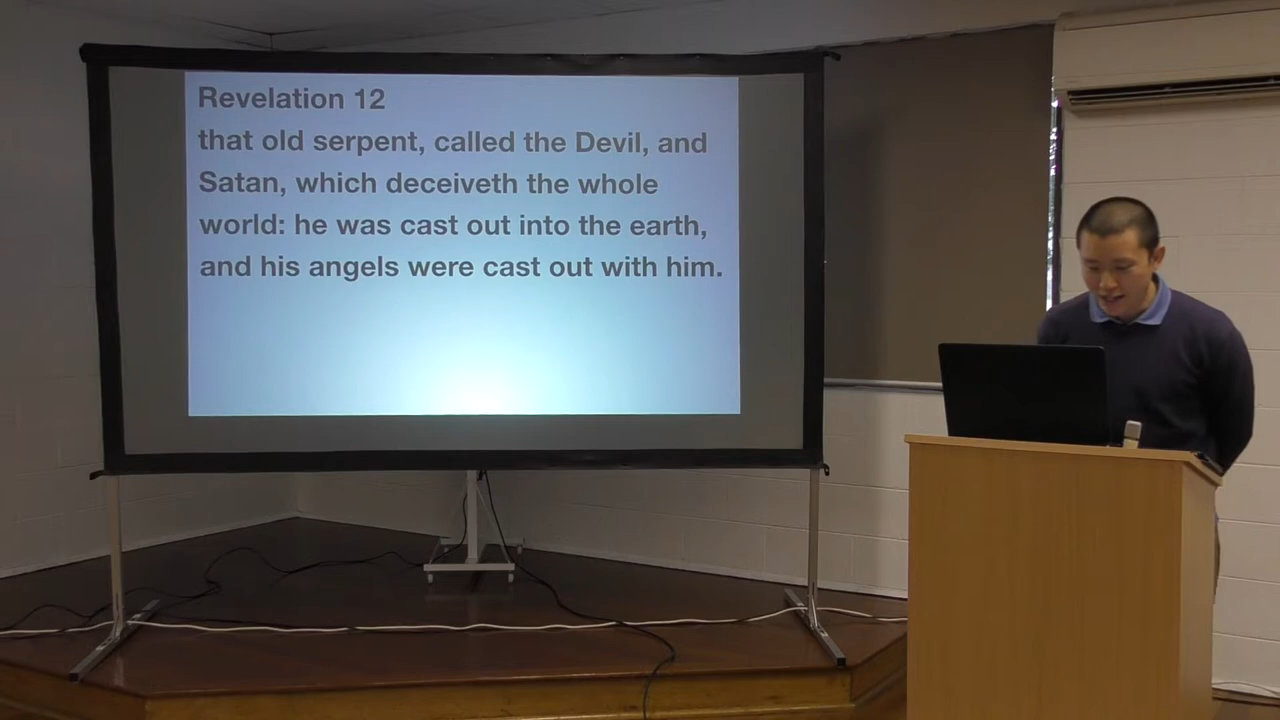 Revelation 12
that old serpent, called the Devil, and
Satan, which deceiveth the whole
world: he was cast out into the earth,
and his angels were cast out with him.